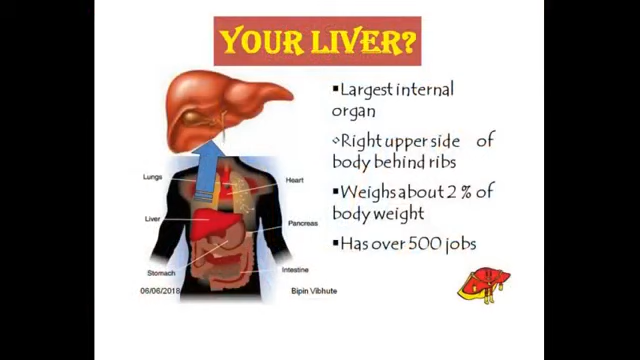 YOUR LIVER?
▪Largest internal
organ
❖Right upper side of
body behind ribs
▪Weighs about 2 % of
body weight
▪Has over 500 jobs
Lungs
Heart
Liver
Pancreas
Stomach
Intestine
06/06/2018
Bipin Vibhute